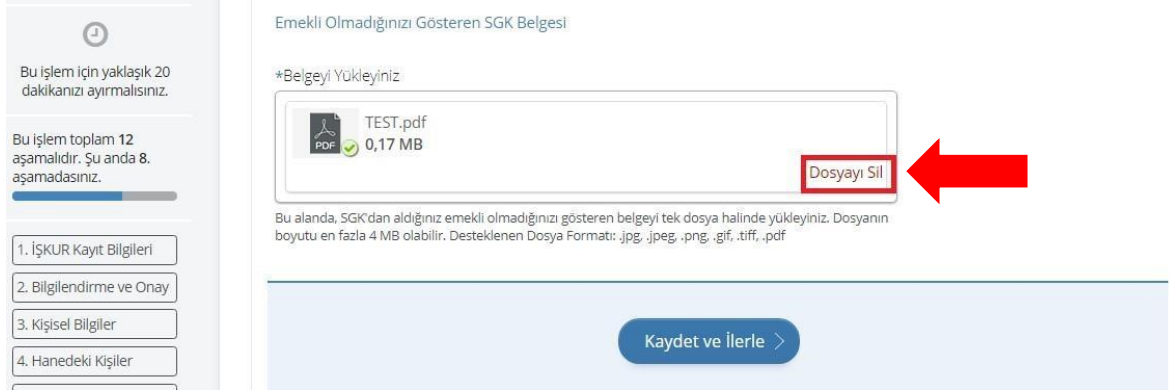 Bu işlem için yaklaşık 20
dakikanızı ayırmalısınız.
Bu işlem toplam 12
aşamalıdır. Şu anda 8.
aşamadasınız.
1. İŞKUR Kayıt Bilgileri
2. Bilgilendirme ve Onay
3. Kişisel Bilgiler
4. Hanedeki Kişiler
Emekli Olmadığınızı Gösteren SGK Belgesi
*Belgeyi Yükleyiniz
PDF
TEST.pdf
0,17 MB
Dosyayı Sil
Bu alanda, SGK'dan aldığınız emekli olmadığınızı gösteren belgeyi tek dosya halinde yükleyiniz. Dosyanın
boyutu en fazla 4 MB olabilir. Desteklenen Dosya Formatı: .jpg, .jpeg, .png, .gif, .tiff, .pdf
Kaydet ve İlerle